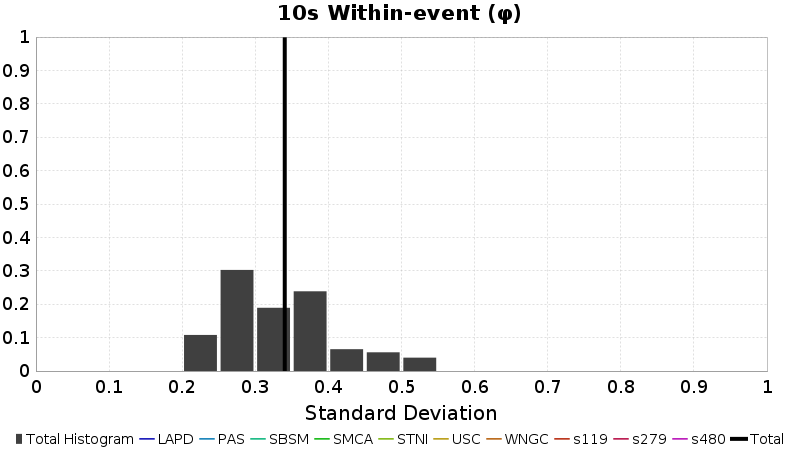 10s Within-event (φ)
1
0.9
0.8
0.7
0.6
0.5
0.4
0.3
0.2
0.1
0
0 0.1 0.2 0.3 0.4 0.5 0.6 0.7 0.8 0.9 1
Standard Deviation
Total Histogram LAPD PAS SBSM SMCA STNI USC WNGC s119 s279 s480 Total